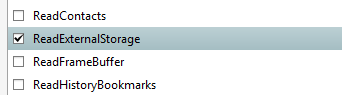 ReadContacts
ReadExternalStorage
ReadFrameBuffer
ReadHistoryBookmarks